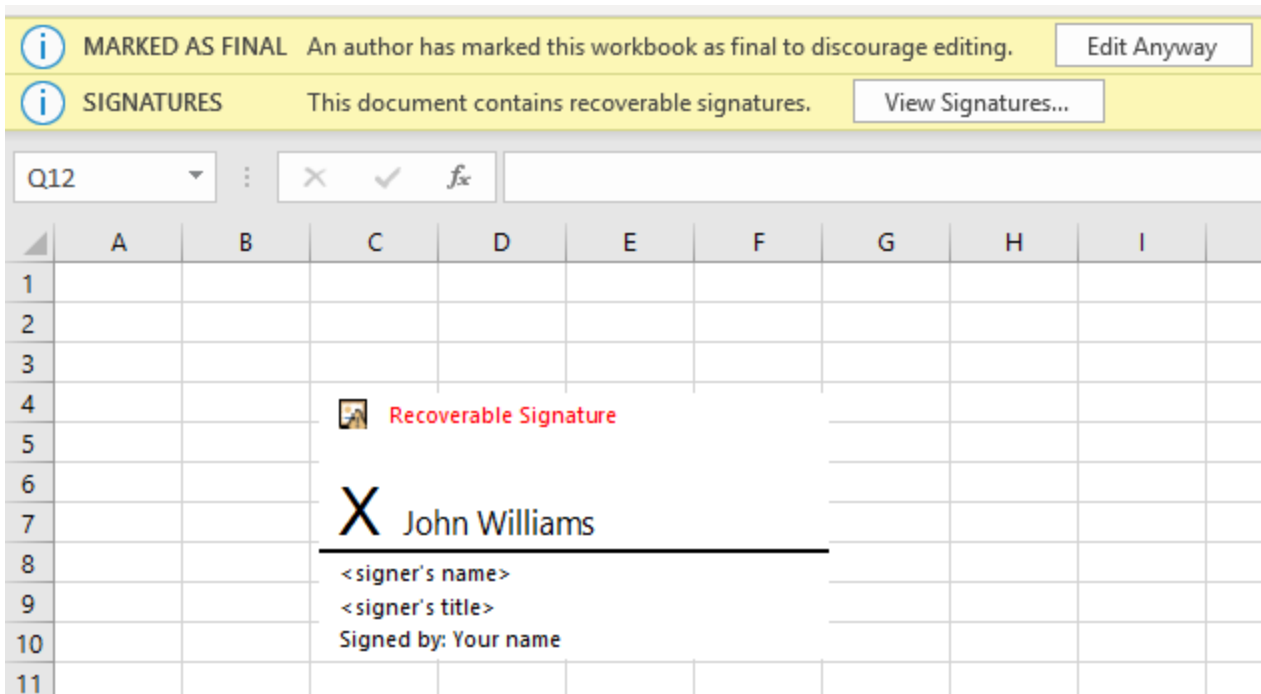 MARKED AS FINAL An author has marked this workbook as final to discourage editing. Edit Anyway
SIGNATURES This document contains recoverable signatures. View Signatures...
Q12 fx
A B C D E F G H I
1
2
3
4 Recoverable Signature
5
6
7 X John Williams
8 <signer's name>
9 <signer's title>
10 Signed by: Your name
11